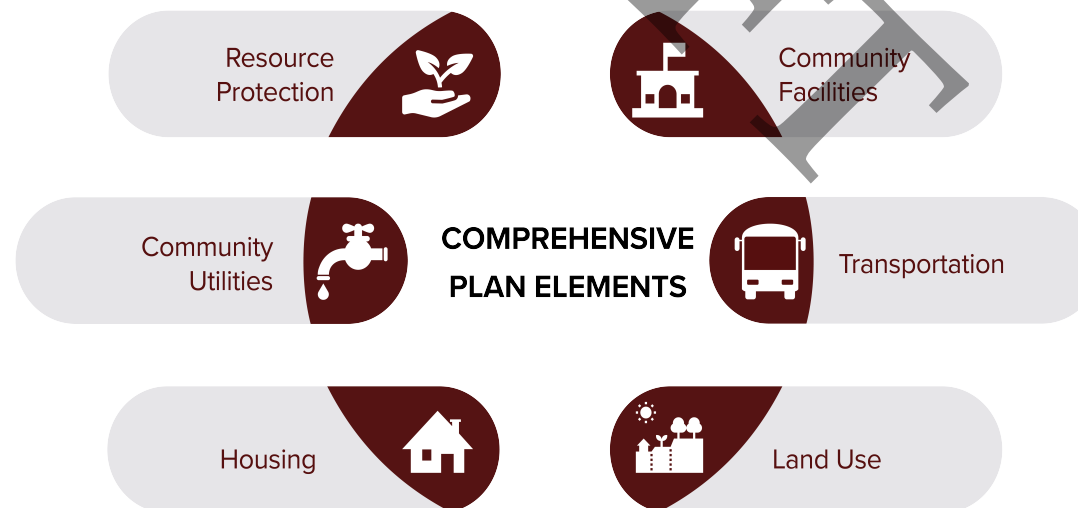 Resource
Protection
Community
Facilities
Community
Utilities
COMPREHENSIVE
PLAN ELEMENTS
Transportation
Housing
Land Use